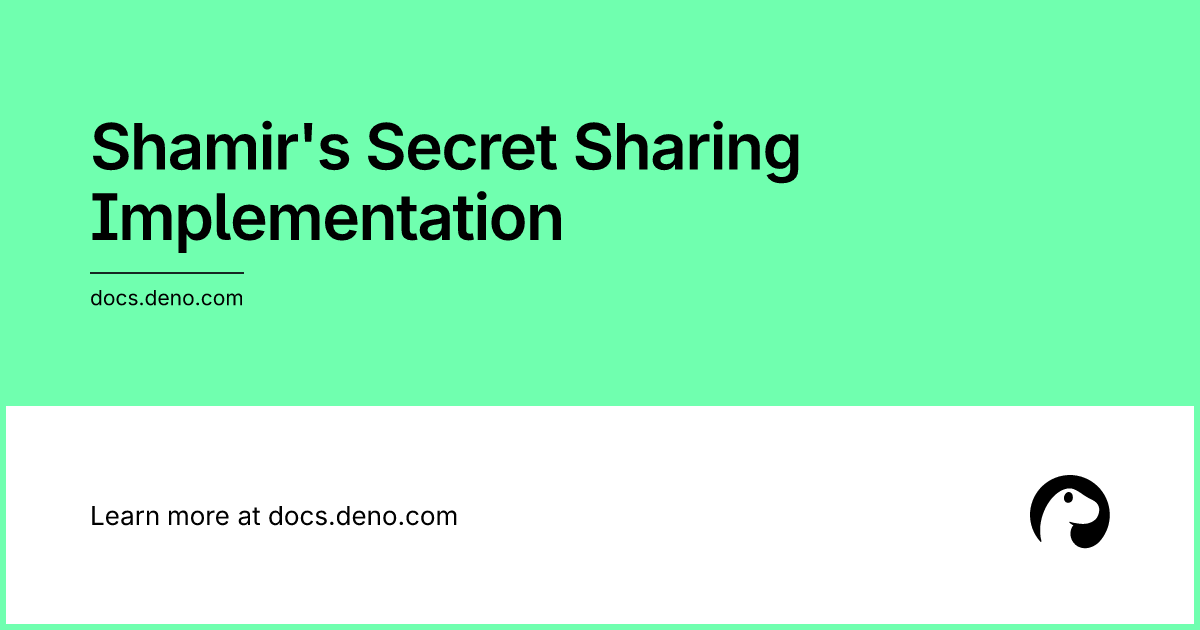 Shamir's Secret Sharing
Implementation
docs.deno.com
Learn more at docs.deno.com